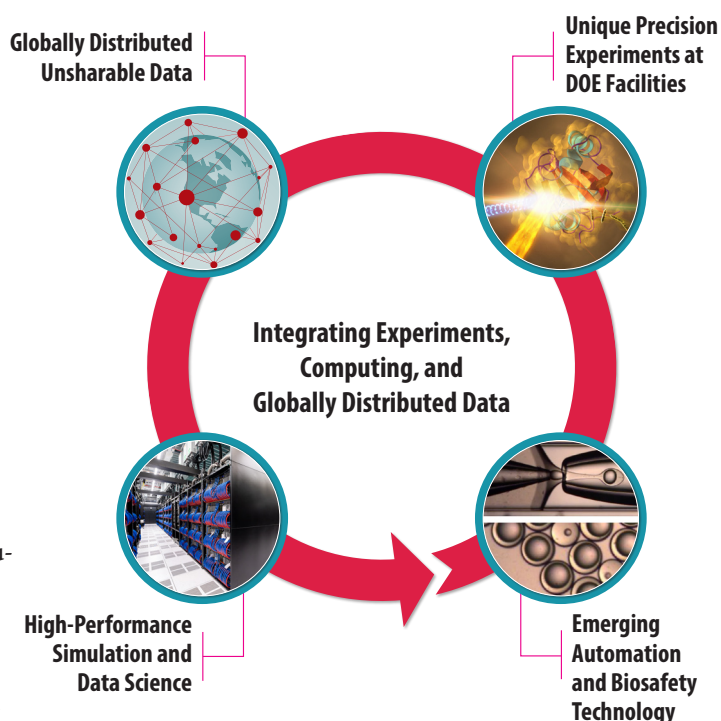 Globally Distributed
Unsharable Data
Unique Precision
Experiments at
DOE Facilities
Integrating Experiments,
Computing, and
Globally Distributed Data
High-Performance
Simulation and
Data Science
Emerging
Automation
and Biosafety
Technology